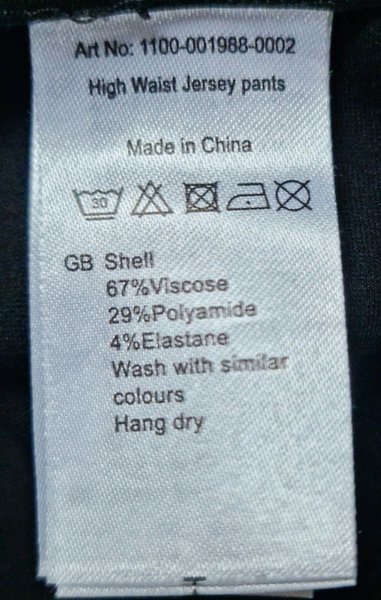 Art No: 1100-001988-0002
High Waist Jersey pants
Made in China
30
GB Shell
67%Viscose
29%Polyamide
4%Elastane
Wash with similar
colours
Hang dry